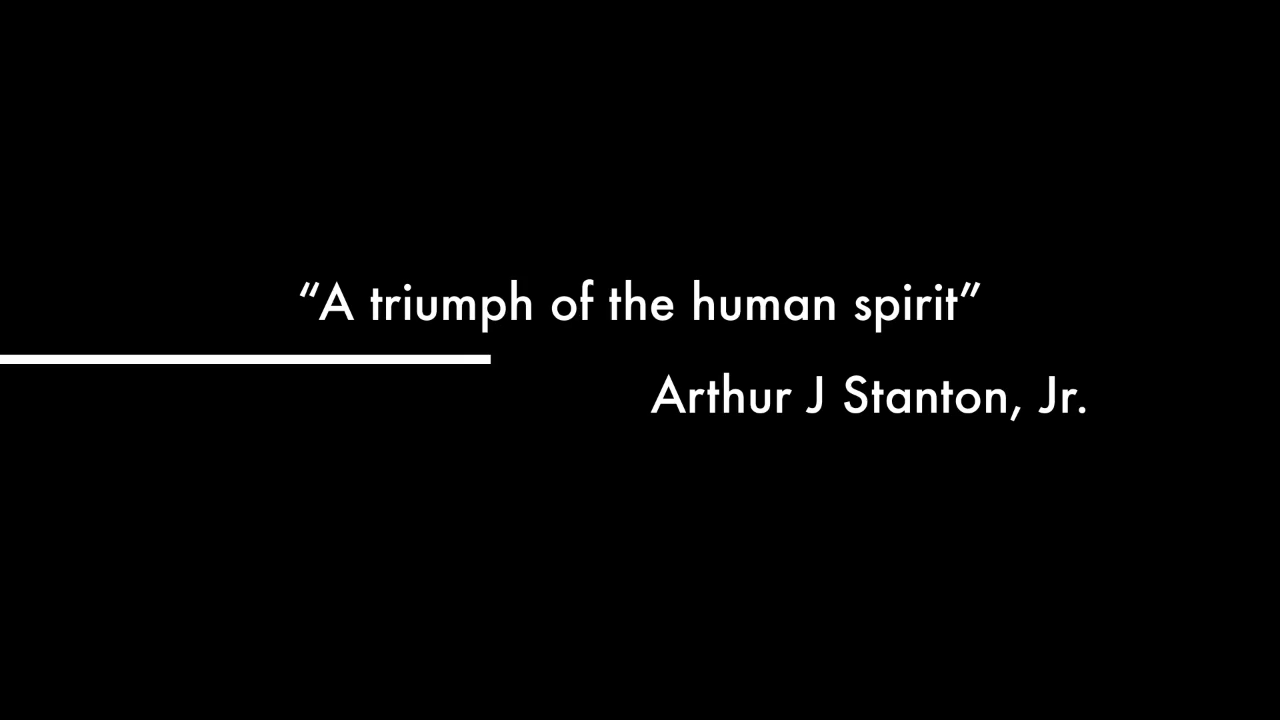 “A triumph of the human spirit”
Arthur J Stanton, Jr.